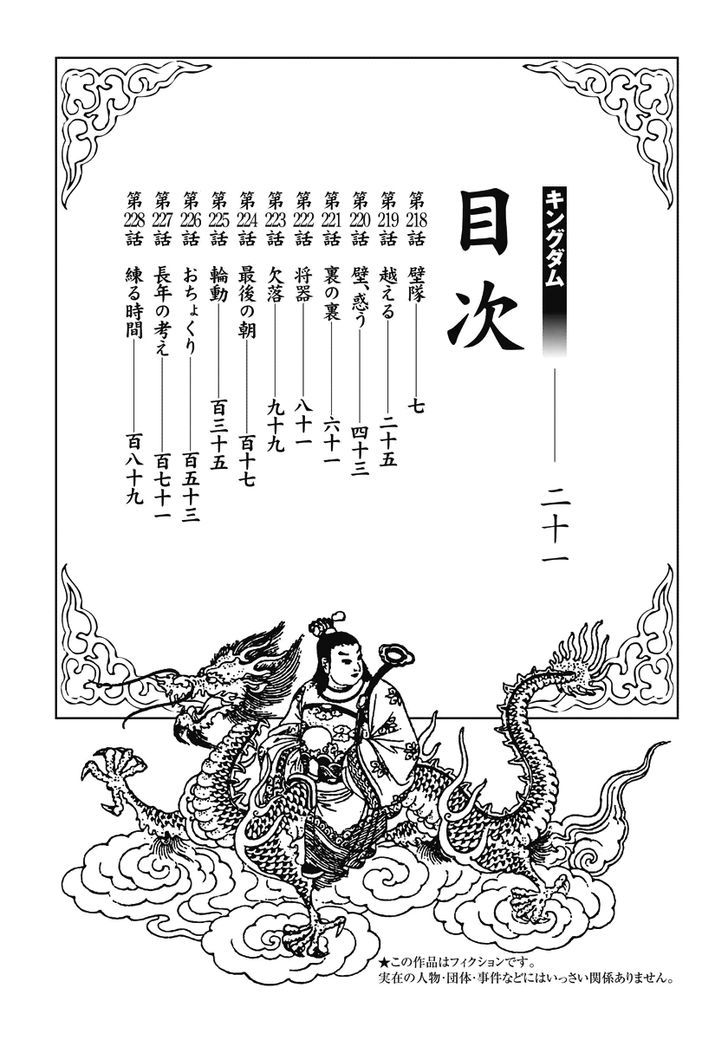 キングダム 二十一
目次
第218話 壁隊 七
第219話 越える 二十五
第220話 壁、惑う 四十三
第221話 裏の裏 六十一
第222話 将器 八十一
第223話 欠落 九十九
第224話 最後の朝 百十七
第225話 輪動 百三十五
第226話 おちょくり 百五十三
第227話 長年の考え 百七十一
第228話 練る時間 百八十九
★この作品はフィクションです。
実在の人物・団体・事件などにはいっさい関係ありません。